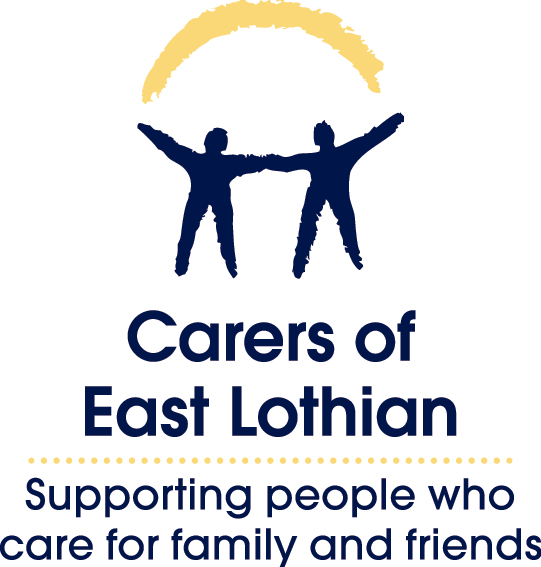 Carers of
East Lothian
Supporting people who
care for family and friends